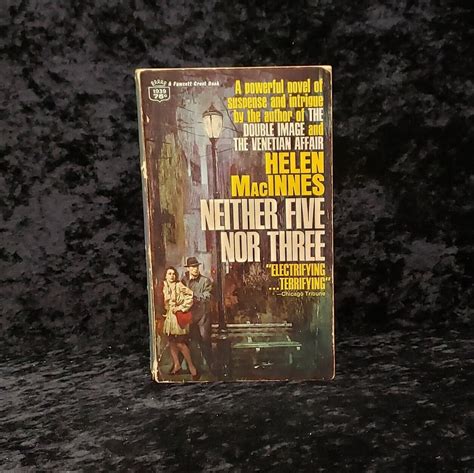 A Fawcett Crest Book
75¢
A powerful novel of
suspense and intrigue
by the author of THE
DOUBLE IMAGE and
THE VENETIAN AFFAIR
HELEN
MACINNES
NEITHER FIVE
NOR THREE
"ELECTRIFYING
...TERRIFYING"
—Chicago Tribune